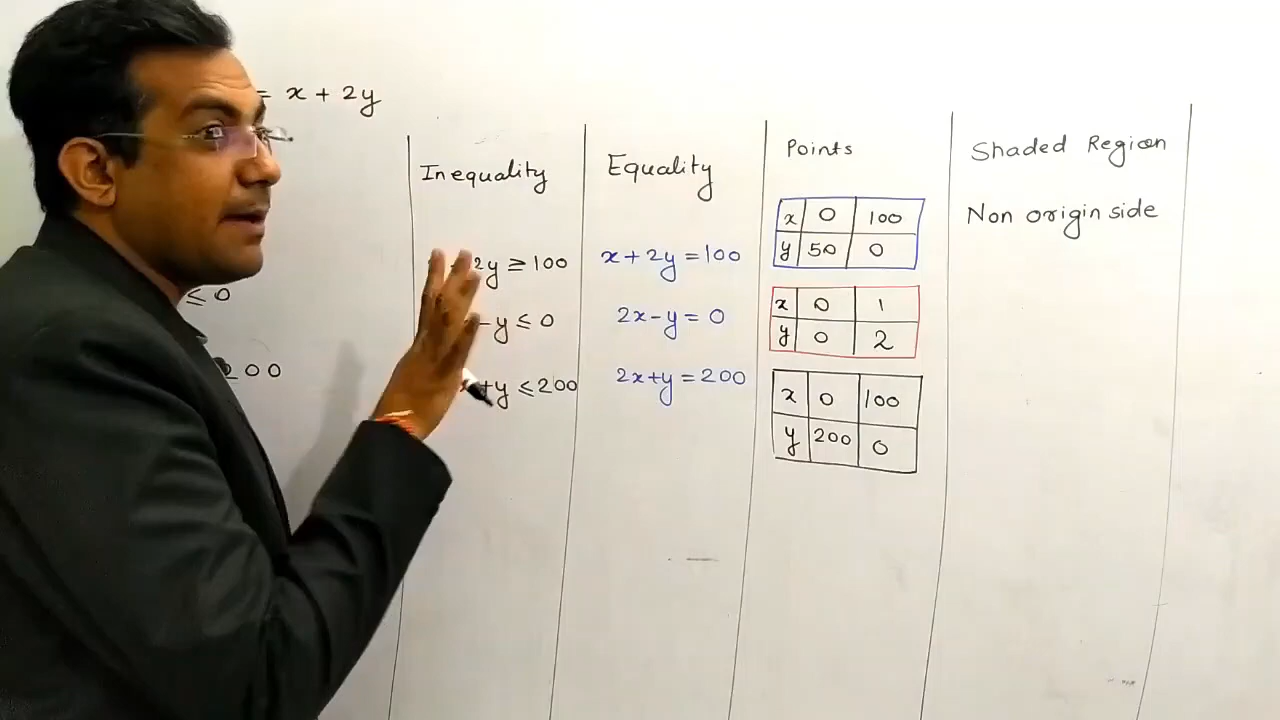 = x + 2y
≤ 0
200
Inequality
2y ≥ 100
-y ≤ 0
+y ≤ 200
Equality
x + 2y = 100
2x - y = 0
2x + y = 200
Points
x 0 100
y 50 0
x 0 1
y 0 2
x 0 100
y 200 0
Shaded Region
Non origin side